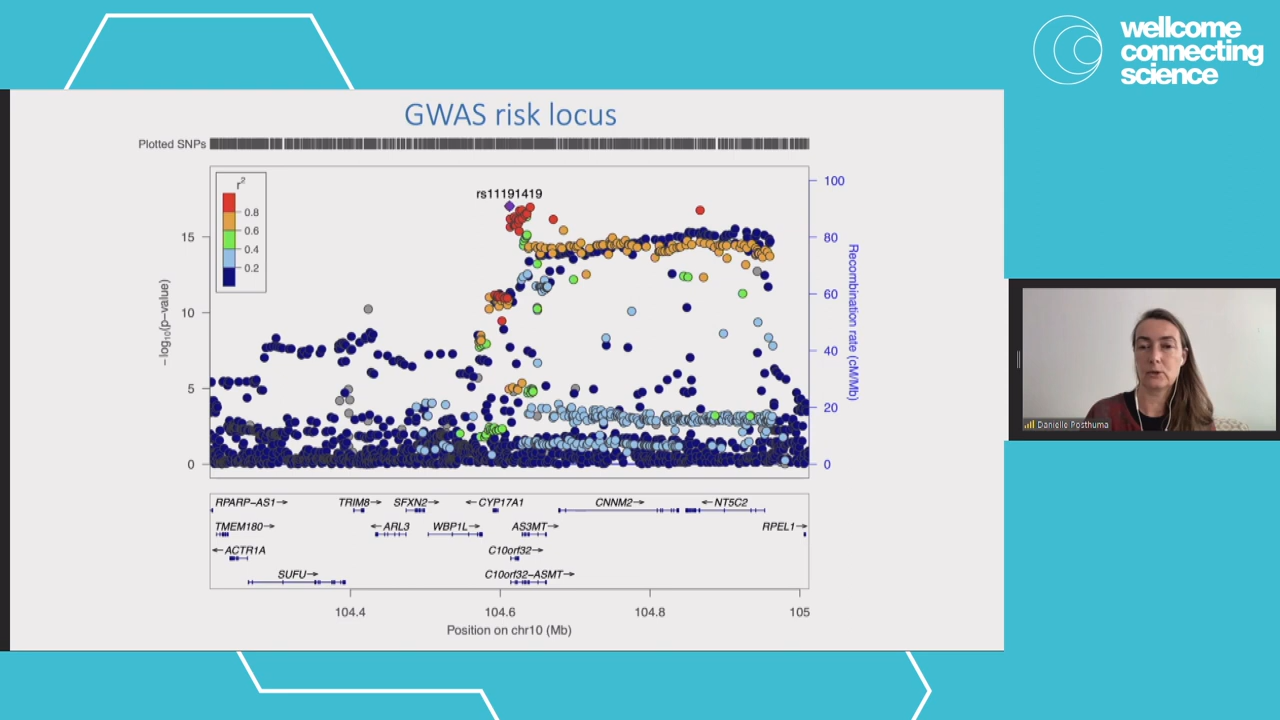 wellcome
connecting
science
GWAS risk locus
Plotted SNPs
r2
0.8
0.6
0.4
0.2
rs11191419
15
10
5
0
−log10(p−value)
100
80
60
40
20
0
Recombination rate (cM/Mb)
RPARP−AS1→
TRIM8→
SFXN2→
←CYP17A1
CNNM2→
←NT5C2
TMEM180→
←ARL3
WBP1L→
AS3MT→
RPEL1→
←ACTR1A
C10orf32→
SUFU→
C10orf32−ASMT→
104.4
104.6
104.8
105
Position on chr10 (Mb)
Danielle Posthuma